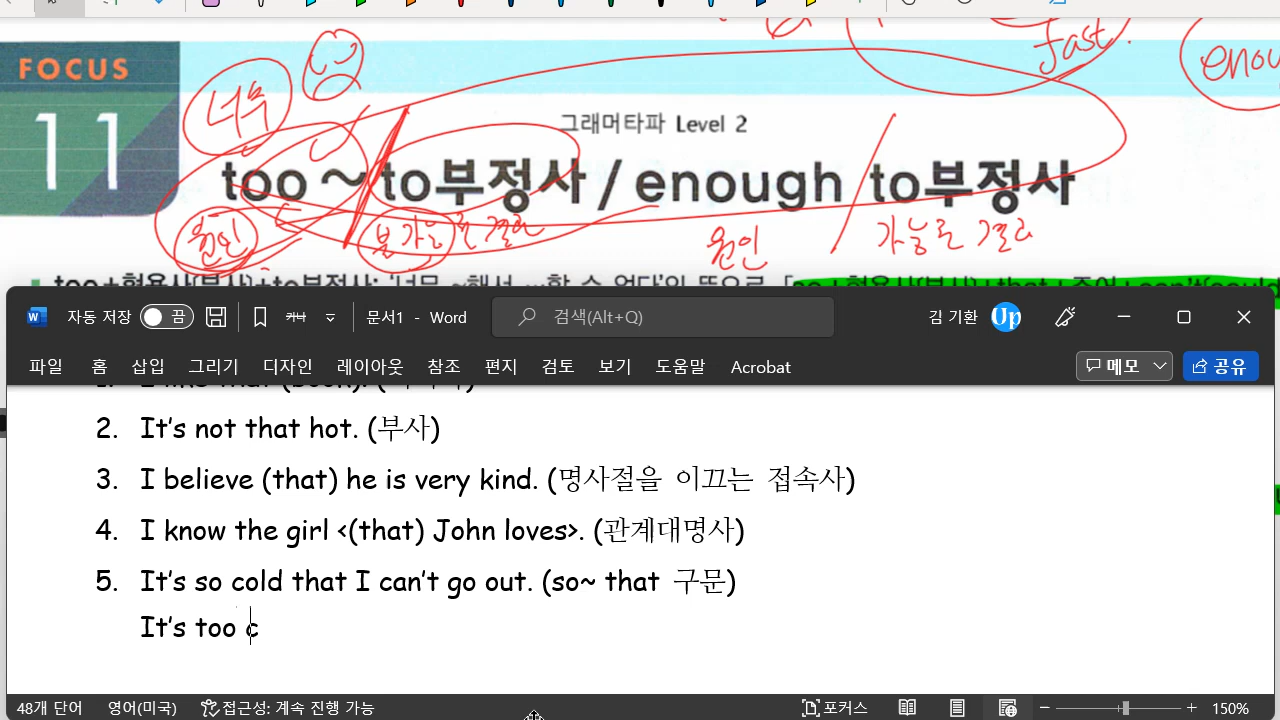 fast.
FOCUS
11
너무
그래머타파 Level 2
too ~ to부정사 / enough to부정사
원인 불가능 로 결과 원인 가능로 결과
자동 저장 끔 문서1 - Word 검색(Alt+Q) 김 기환 Up
파일 홈 삽입 그리기 디자인 레이아웃 참조 편지 검토 보기 도움말 Acrobat 메모 공유
1. I like that (book).
2. It's not that hot. (부사)
3. I believe (that) he is very kind. (명사절을 이끄는 접속사)
4. I know the girl <(that) John loves>. (관계대명사)
5. It's so cold that I can't go out. (so~ that 구문)
It's too c
48개 단어 영어(미국) 접근성: 계속 진행 가능 포커스 150%